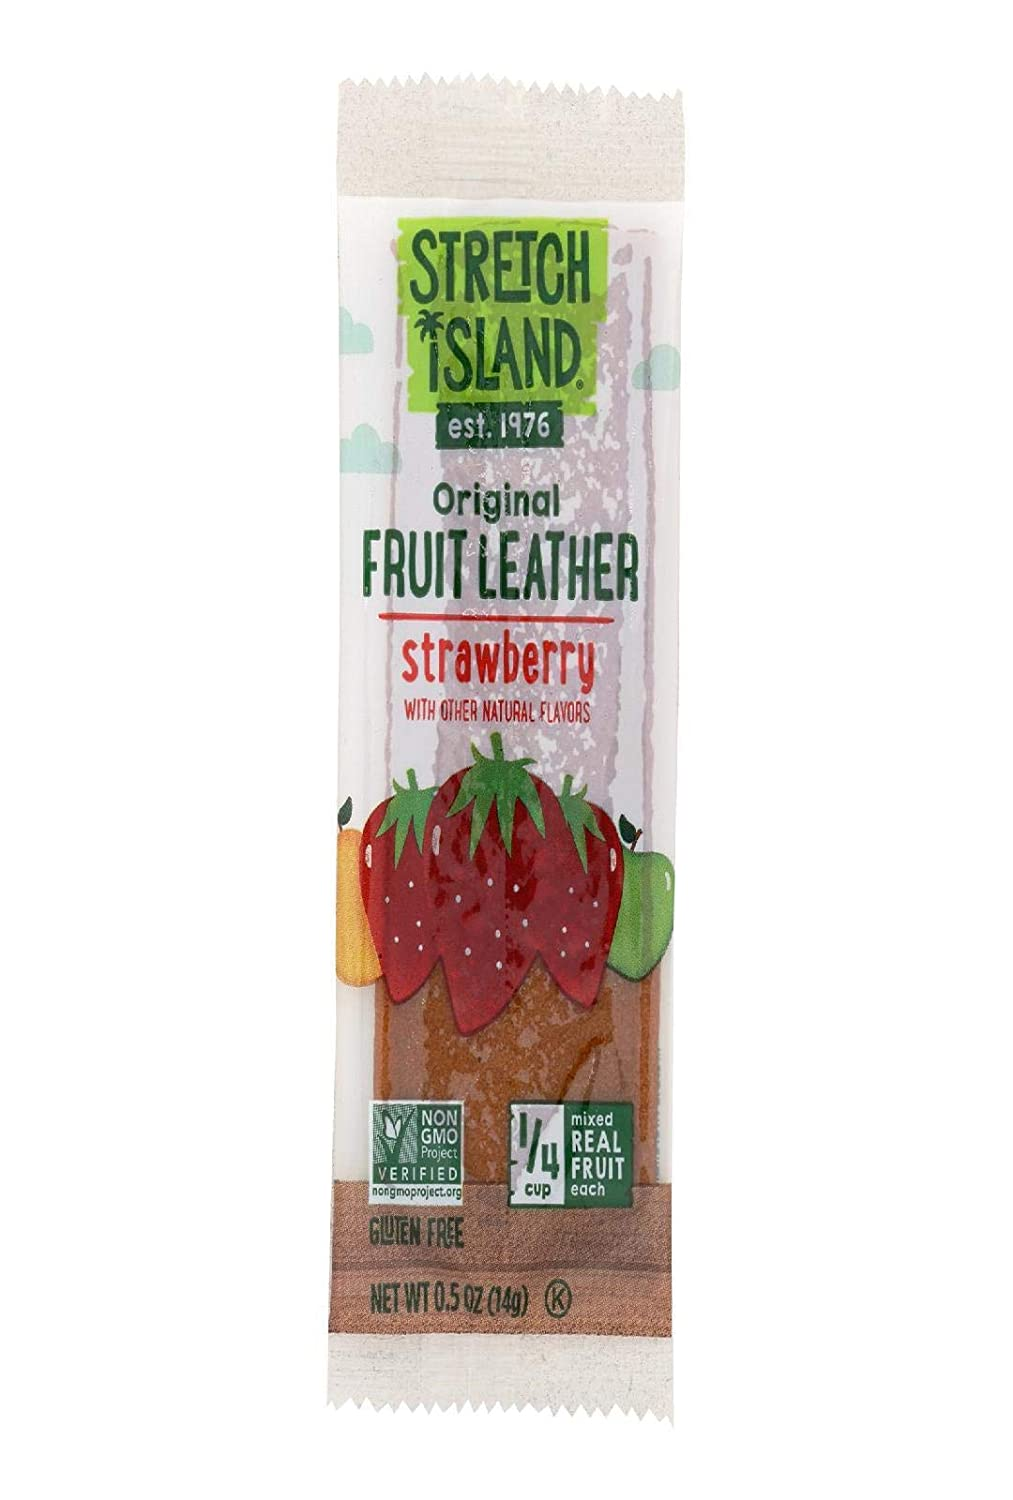 STRETCH
ISLAND®
est. 1976
Original
FRUIT LEATHER
strawberry
WITH OTHER NATURAL FLAVORS
NON
GMO
Project
VERIFIED
nongmoproject.org
1/4
cup
mixed
REAL
FRUIT
each
GLUTEN FREE
NET WT 0.5 OZ (14g) K